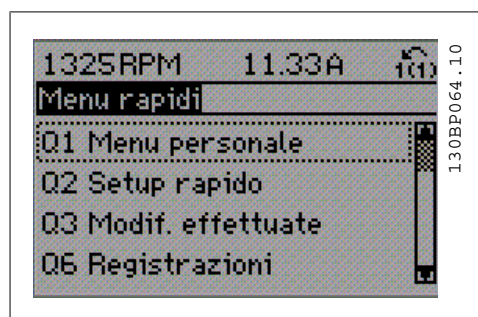 1325RPM 11.33A 1(1)
Menu rapidi
Q1 Menu personale
Q2 Setup rapido
Q3 Modif. effettuate
Q6 Registrazioni
130BP064.10